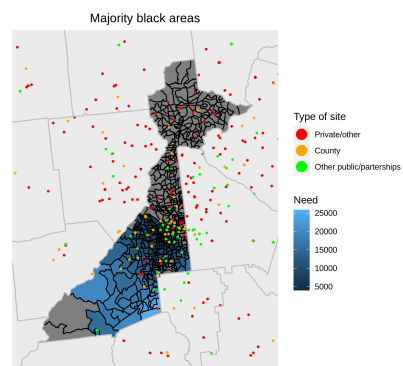 Majority black areas
Type of site
Private/other
County
Other public/parterships
Need
25000
20000
15000
10000
5000